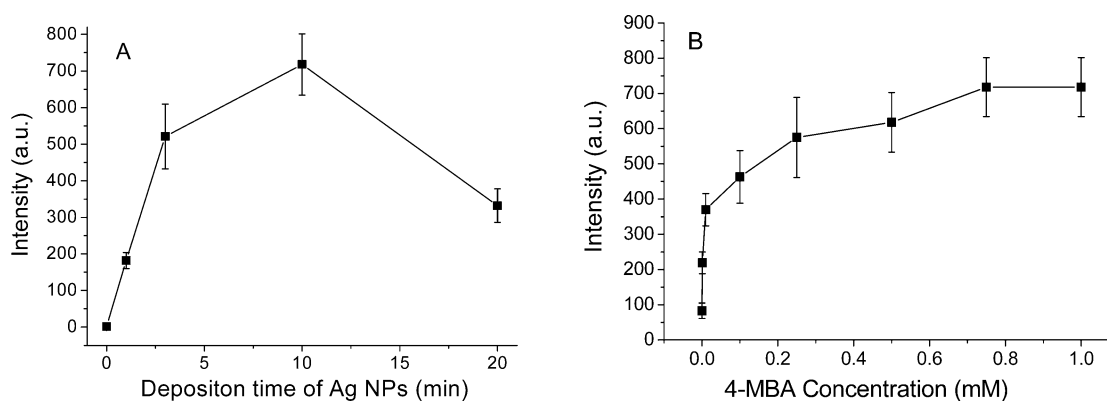 A
Intensity (a.u.)
800
700
600
500
400
300
200
100
0
0 5 10 15 20
Depositon time of Ag NPs (min)
B
Intensity (a.u.)
900
800
700
600
500
400
300
200
100
0
0.0 0.2 0.4 0.6 0.8 1.0
4-MBA Concentration (mM)